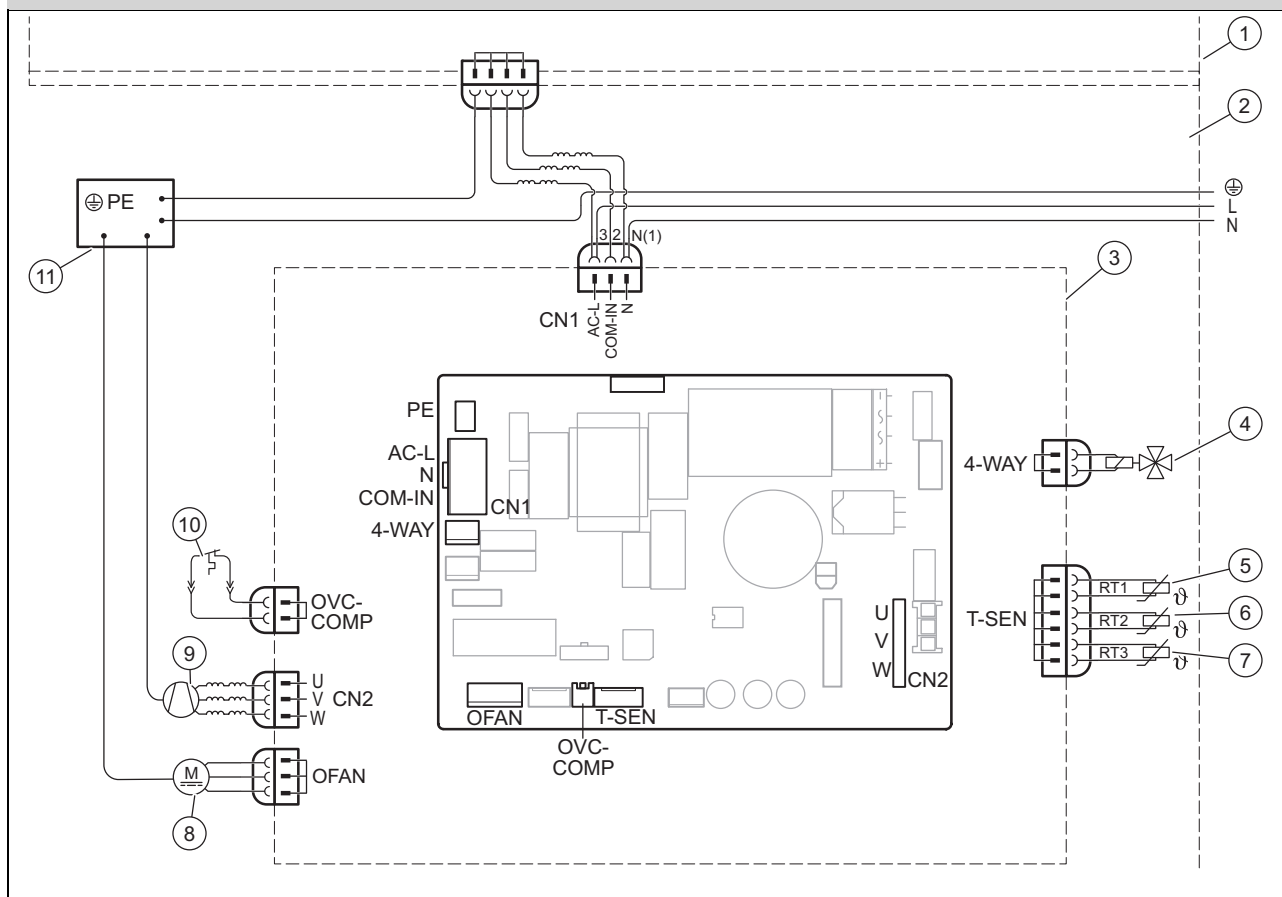 1
2
⏚ PE
⏚
L
N
3 2 N(1)
11
3
CN1
AC-L
COM-IN
N
PE
AC-L
N
COM-IN
CN1
4-WAY
4-WAY
4
10
OVC-
COMP
T-SEN
RT1
ϑ
5
RT2
ϑ
6
RT3
ϑ
7
U
V
W
CN2
9
U
V
W
CN2
OFAN
T-SEN
OVC-
COMP
M
OFAN
8